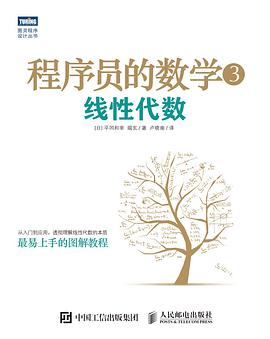 TURING
图灵程序
设计丛书
程序员的数学3
线性代数
[日]平冈和幸 堀玄/著 卢晓南/译
从入门到应用,透彻理解线性代数的本质
最易上手的图解教程
中国工信出版集团
人民邮电出版社
POSTS & TELECOM PRESS